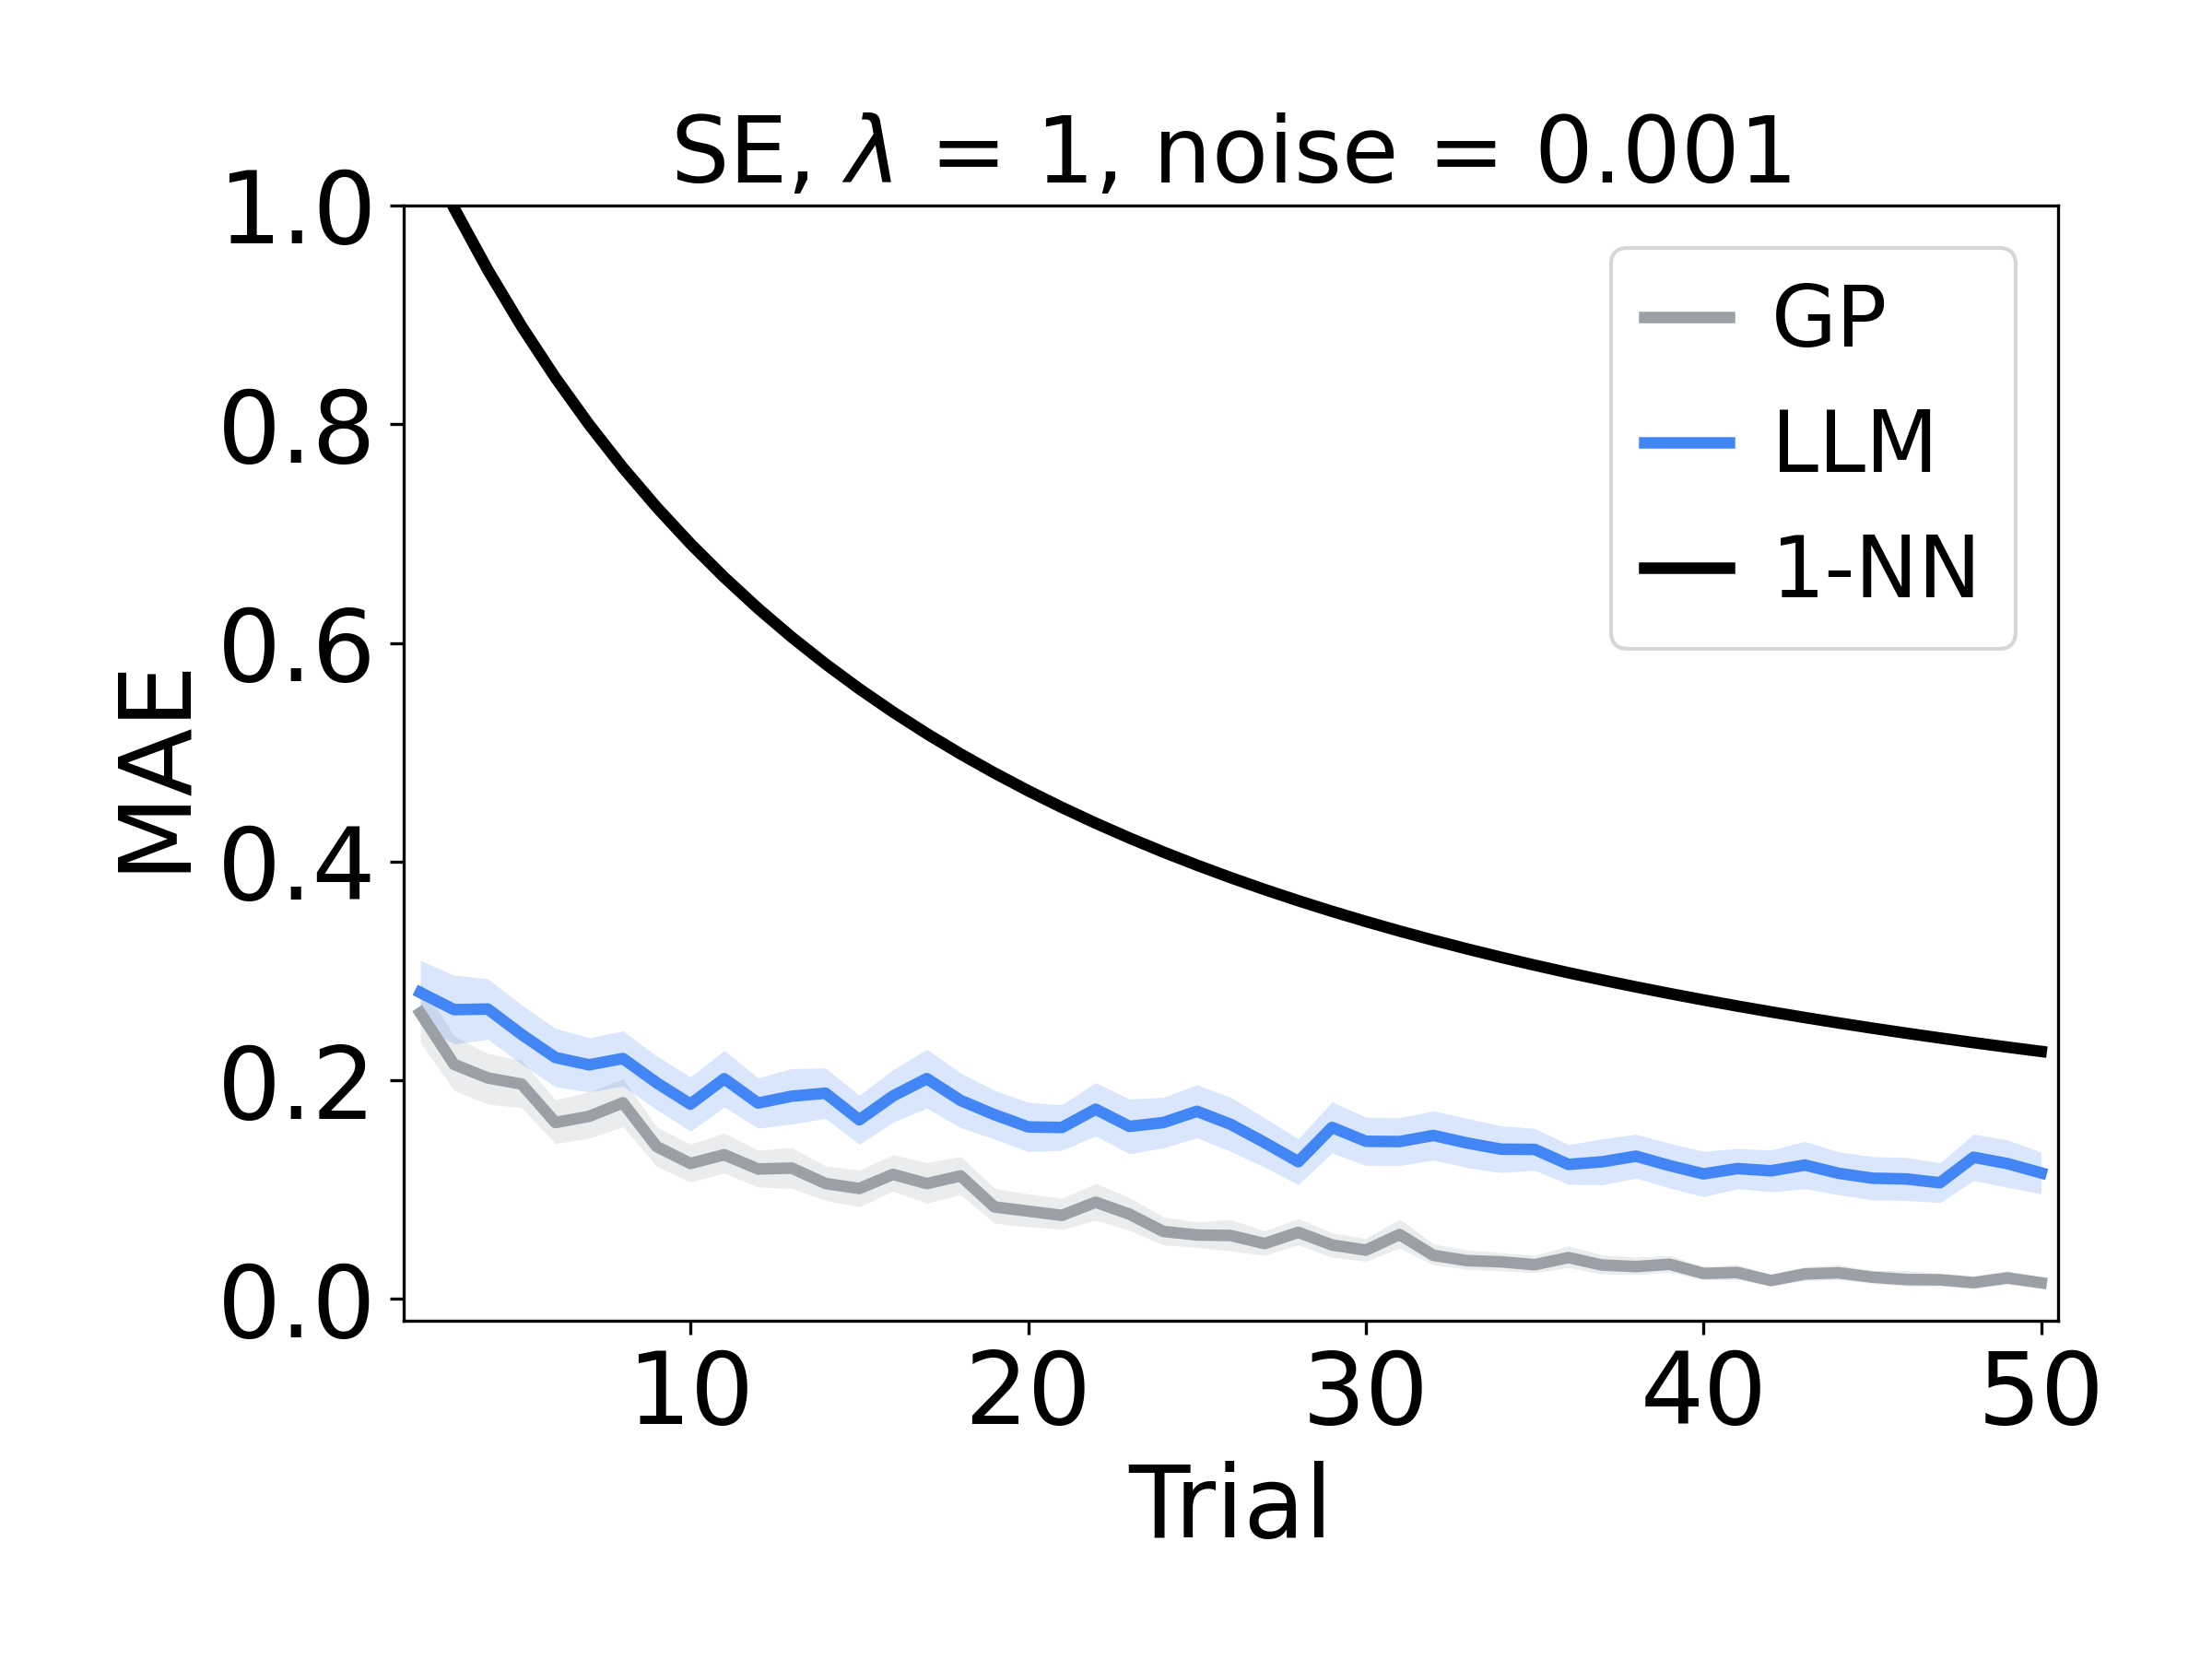 SE, λ = 1, noise = 0.001
1.0
0.8
0.6
0.4
0.2
0.0
MAE
GP
LLM
1-NN
10 20 30 40 50
Trial